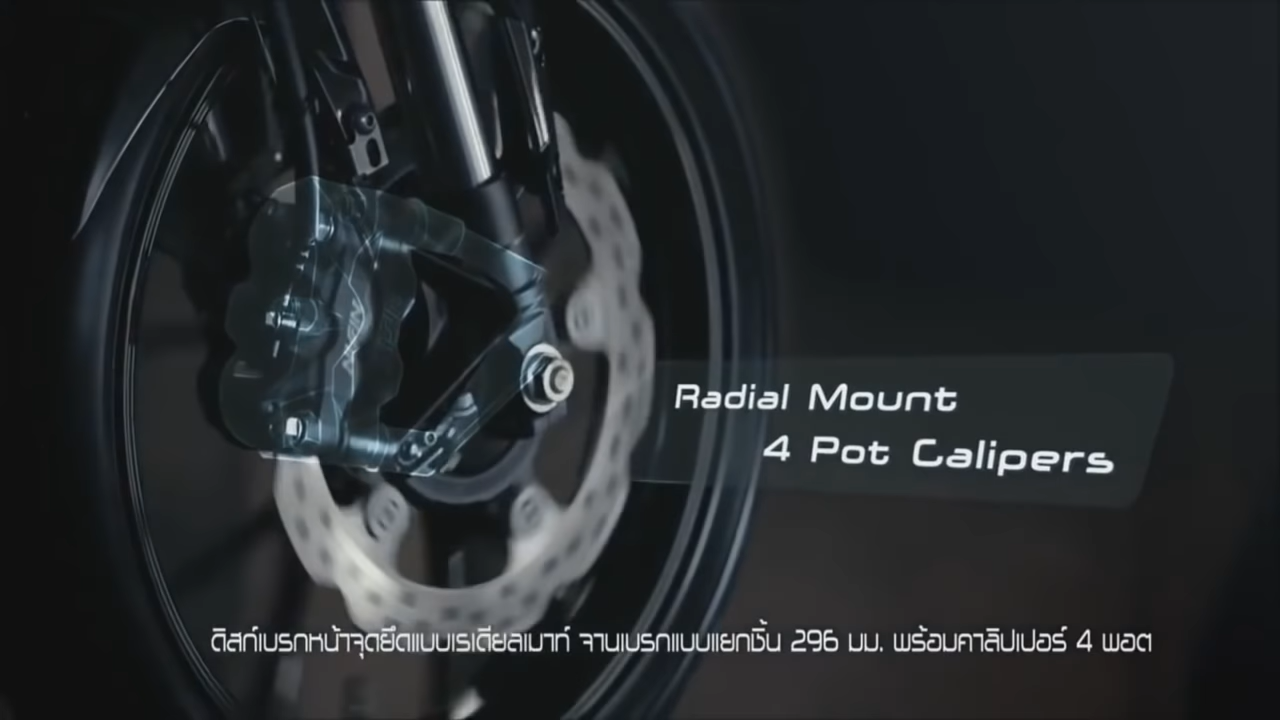 Radial Mount
4 Pot Calipers
ดิสก์เบรกหน้าจุดยึดแบบเรเดียลเมาท์ จานเบรกแบบแยกชิ้น 296 มม. พร้อมคาลิปเปอร์ 4 พอต